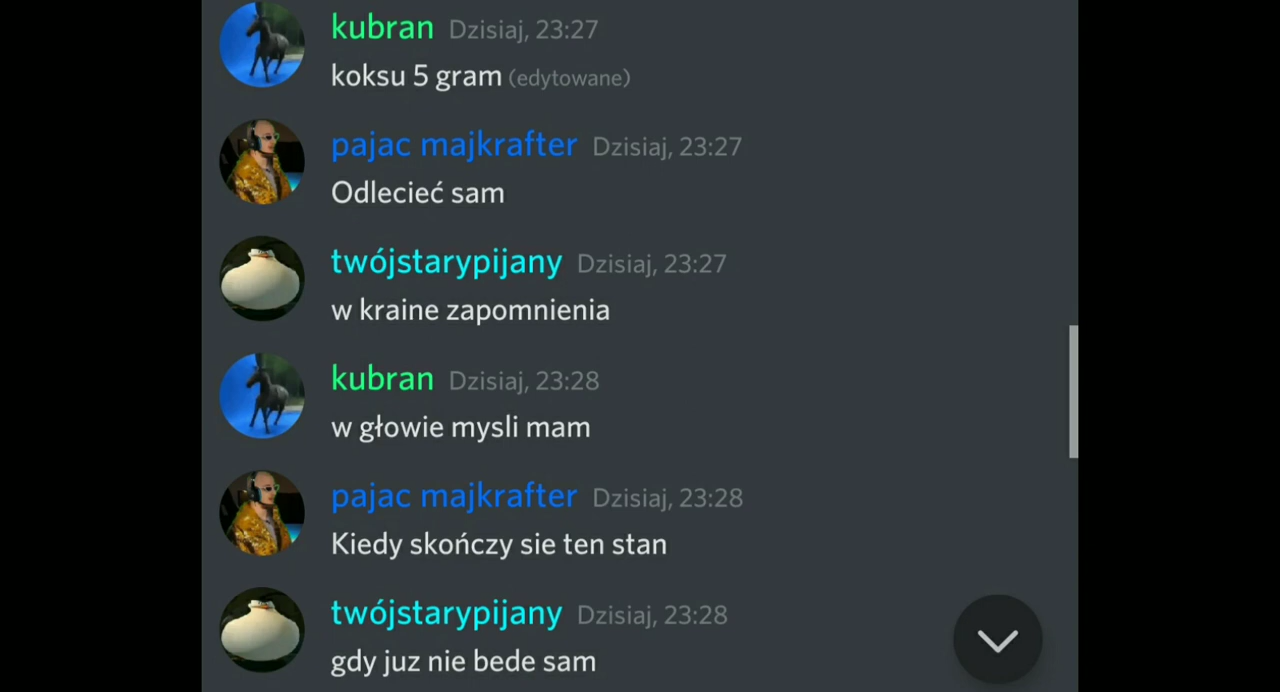 kubran Dzisiaj, 23:27
koksu 5 gram (edytowane)
pajac majkrafter Dzisiaj, 23:27
Odlecieć sam
twójstarypijany Dzisiaj, 23:27
w kraine zapomnienia
kubran Dzisiaj, 23:28
w głowie mysli mam
pajac majkrafter Dzisiaj, 23:28
Kiedy skończy sie ten stan
twójstarypijany Dzisiaj, 23:28
gdy juz nie bede sam